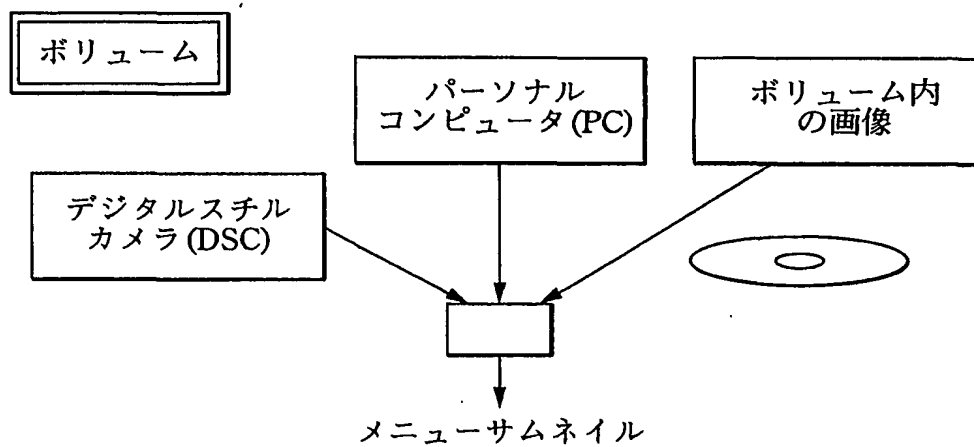 ボリューム
パーソナル
コンピュータ(PC)
ボリューム内
の画像
デジタルスチル
カメラ(DSC)
メニューサムネイル